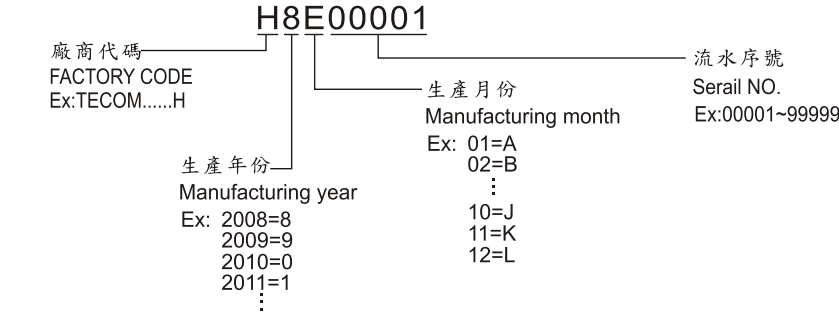 H8E00001
廠商代碼
FACTORY CODE
Ex:TECOM......H
流水序號
Serail NO.
Ex:00001~99999
生產月份
Manufacturing month
Ex: 01=A
02=B
⋮
10=J
11=K
12=L
生產年份
Manufacturing year
Ex: 2008=8
2009=9
2010=0
2011=1
⋮